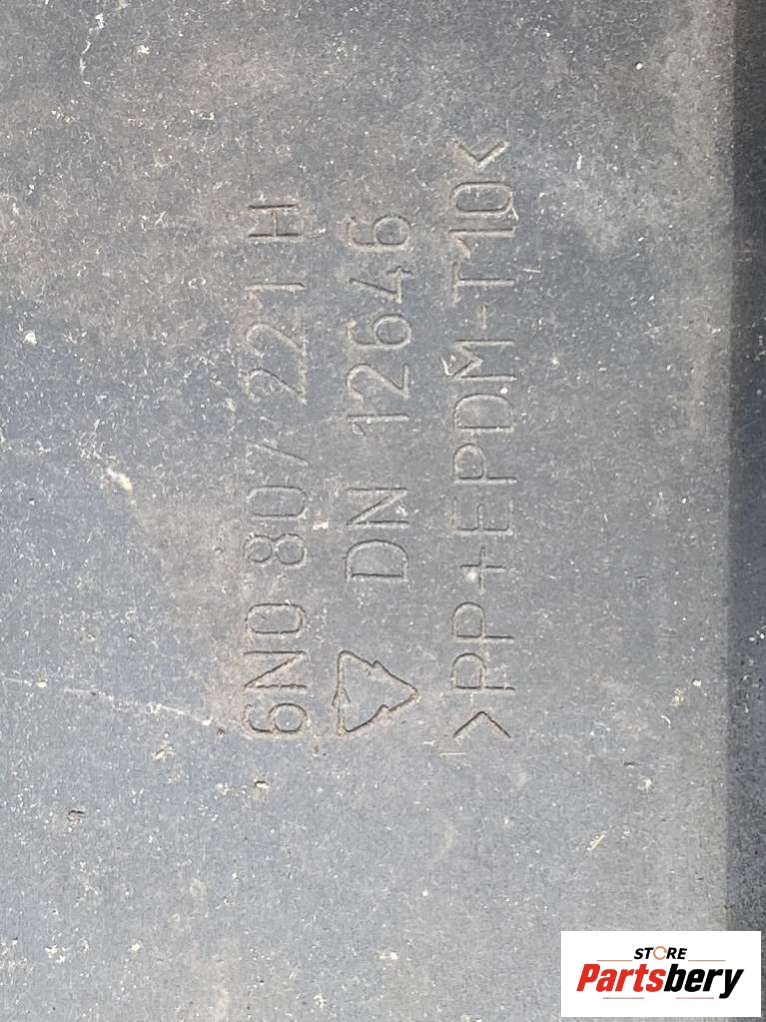 6N0 807 221 H
DN 12646
>PP+EPDM-T10<
STORE
Partsbery